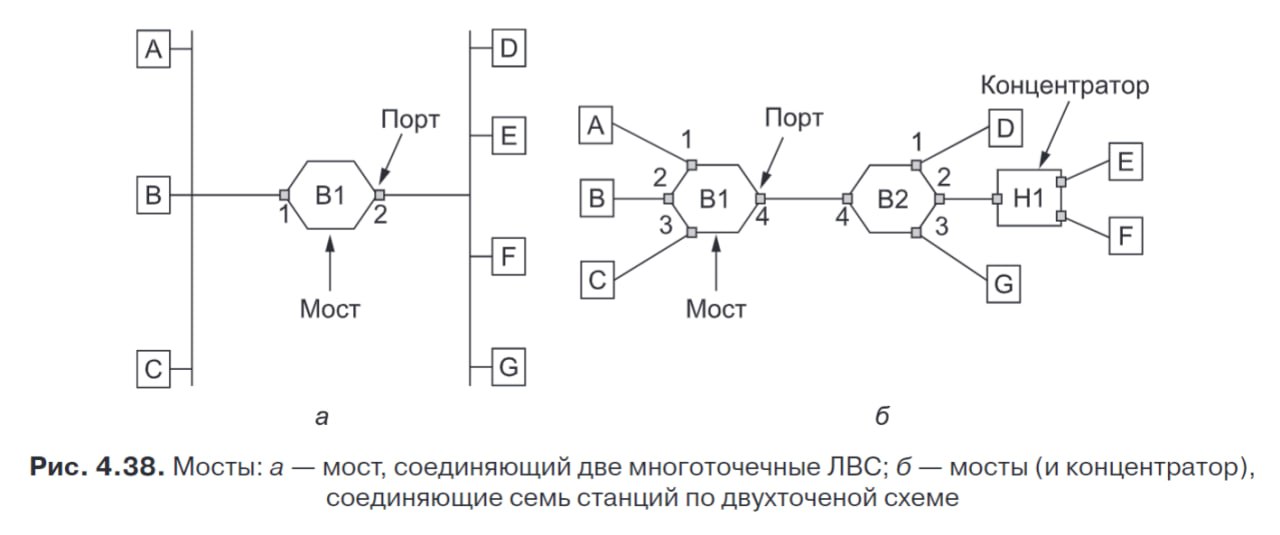 A
B
C
1
B1
2
Порт
Мост
D
E
F
G
а
A
B
C
1
2
3
B1
4
Порт
Мост
4
B2
1
2
3
D
Концентратор
H1
E
F
G
б
Рис. 4.38. Мосты: а — мост, соединяющий две многоточечные ЛВС; б — мосты (и концентратор),
соединяющие семь станций по двухточеной схеме